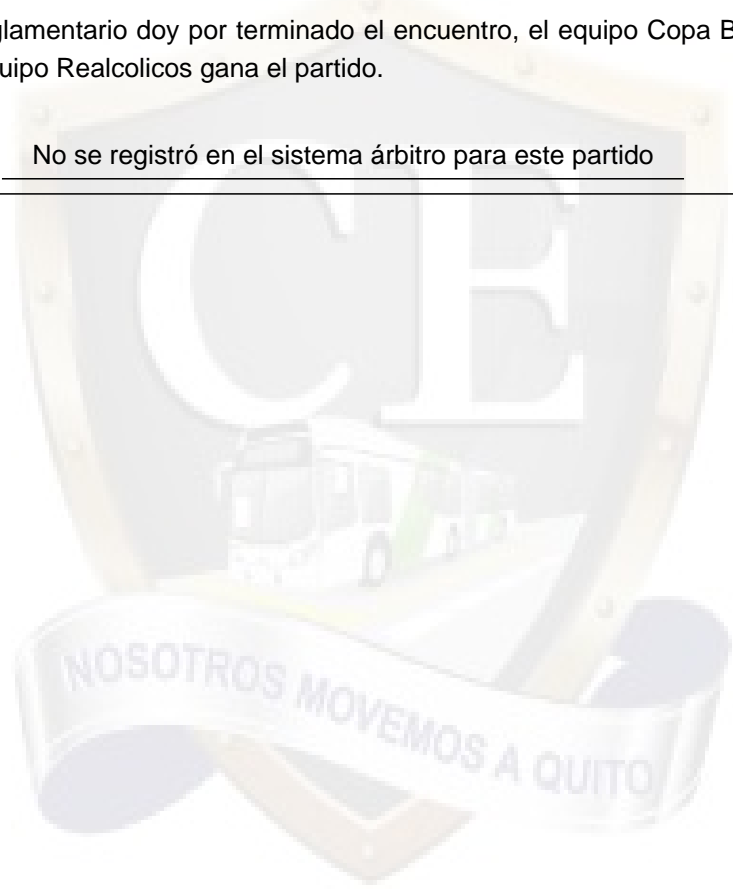 glamentario doy por terminado el encuentro, el equipo Copa B
quipo Realcolicos gana el partido.
No se registró en el sistema árbitro para este partido
CE
NOSOTROS MOVEMOS A QUITO